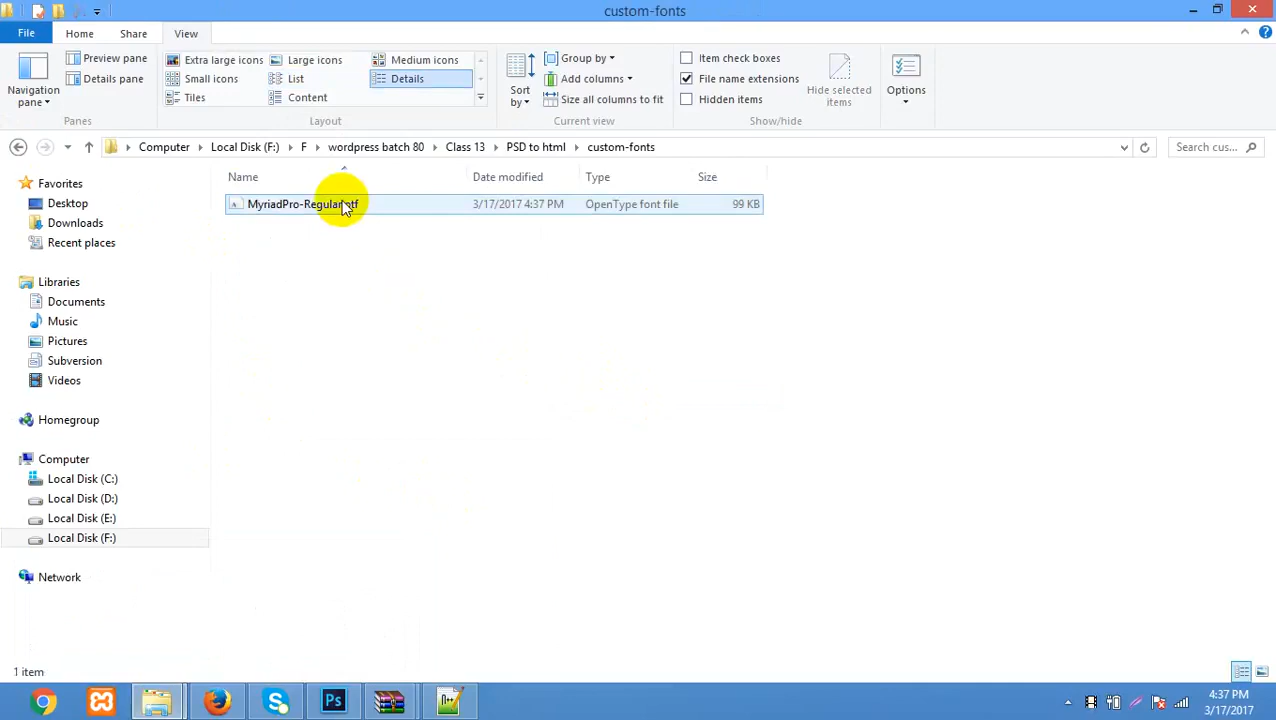 custom-fonts
File Home Share View
Preview pane
Details pane
Navigation pane
Panes
Extra large icons Large icons Medium icons
Small icons List Details
Tiles Content
Layout
Sort by
Group by
Add columns
Size all columns to fit
Current view
Item check boxes
File name extensions
Hidden items
Hide selected items
Show/hide
Options
Computer Local Disk (F:) F wordpress batch 80 Class 13 PSD to html custom-fonts
Search cus...
Name Date modified Type Size
MyriadPro-Regular.otf 3/17/2017 4:37 PM OpenType font file 99 KB
Favorites
Desktop
Downloads
Recent places
Libraries
Documents
Music
Pictures
Subversion
Videos
Homegroup
Computer
Local Disk (C:)
Local Disk (D:)
Local Disk (E:)
Local Disk (F:)
Network
1 item
Ps
4:37 PM
3/17/2017